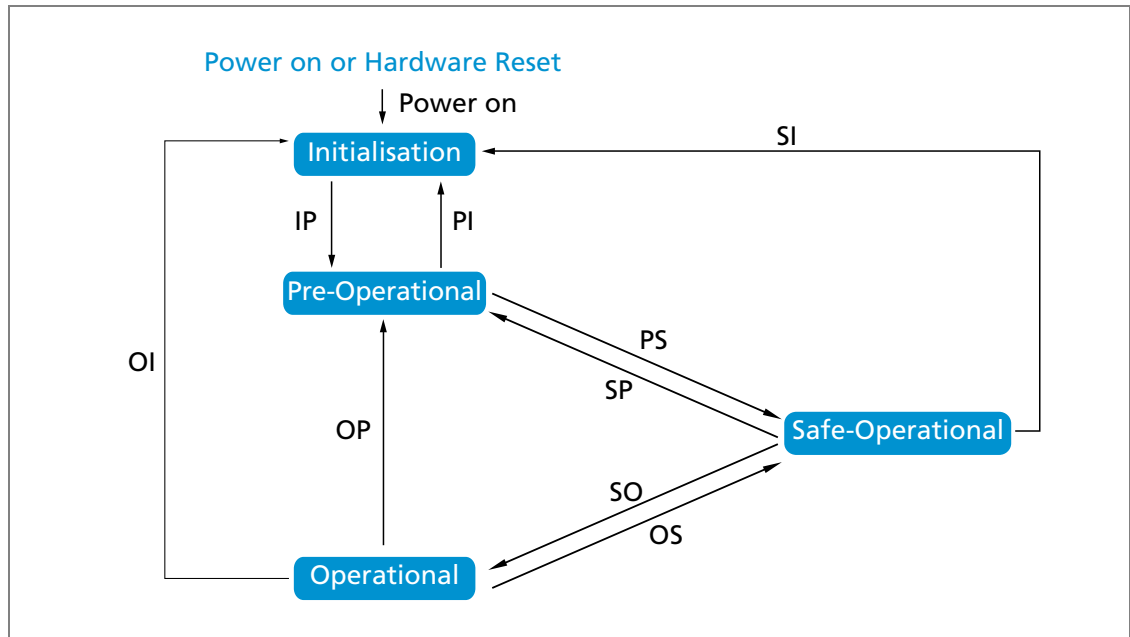 Power on or Hardware Reset
Power on
SI
Initialisation
IP
PI
Pre-Operational
PS
OI
SP
OP
Safe-Operational
SO
OS
Operational